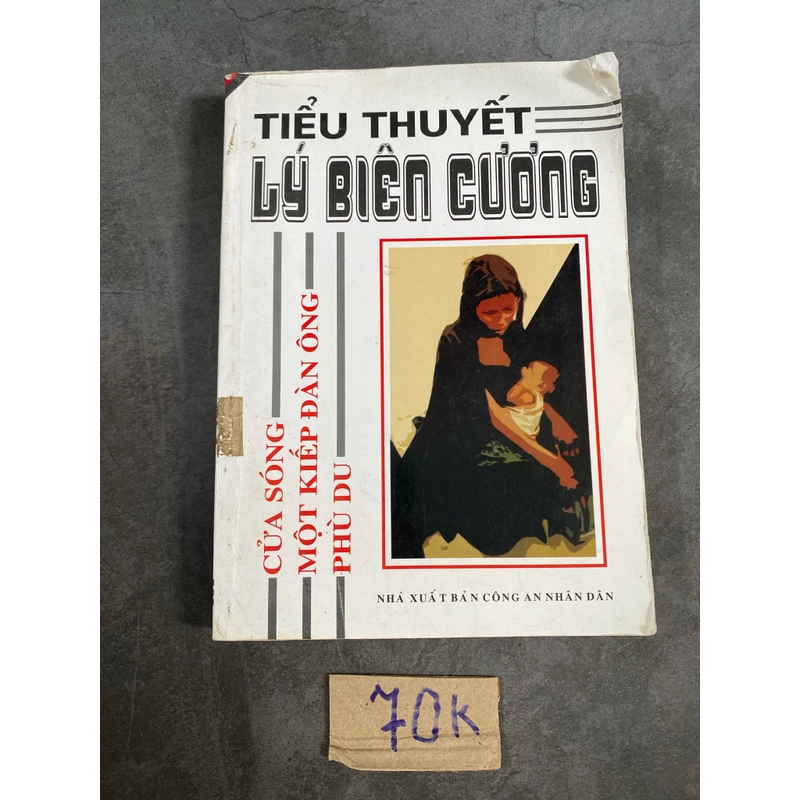 TIỂU THUYẾT
LÝ BIÊN CƯƠNG
CỬA SÓNG
MỘT KIẾP ĐÀN ÔNG
PHÙ DU
NHÀ XUẤT BẢN CÔNG AN NHÂN DÂN
70K